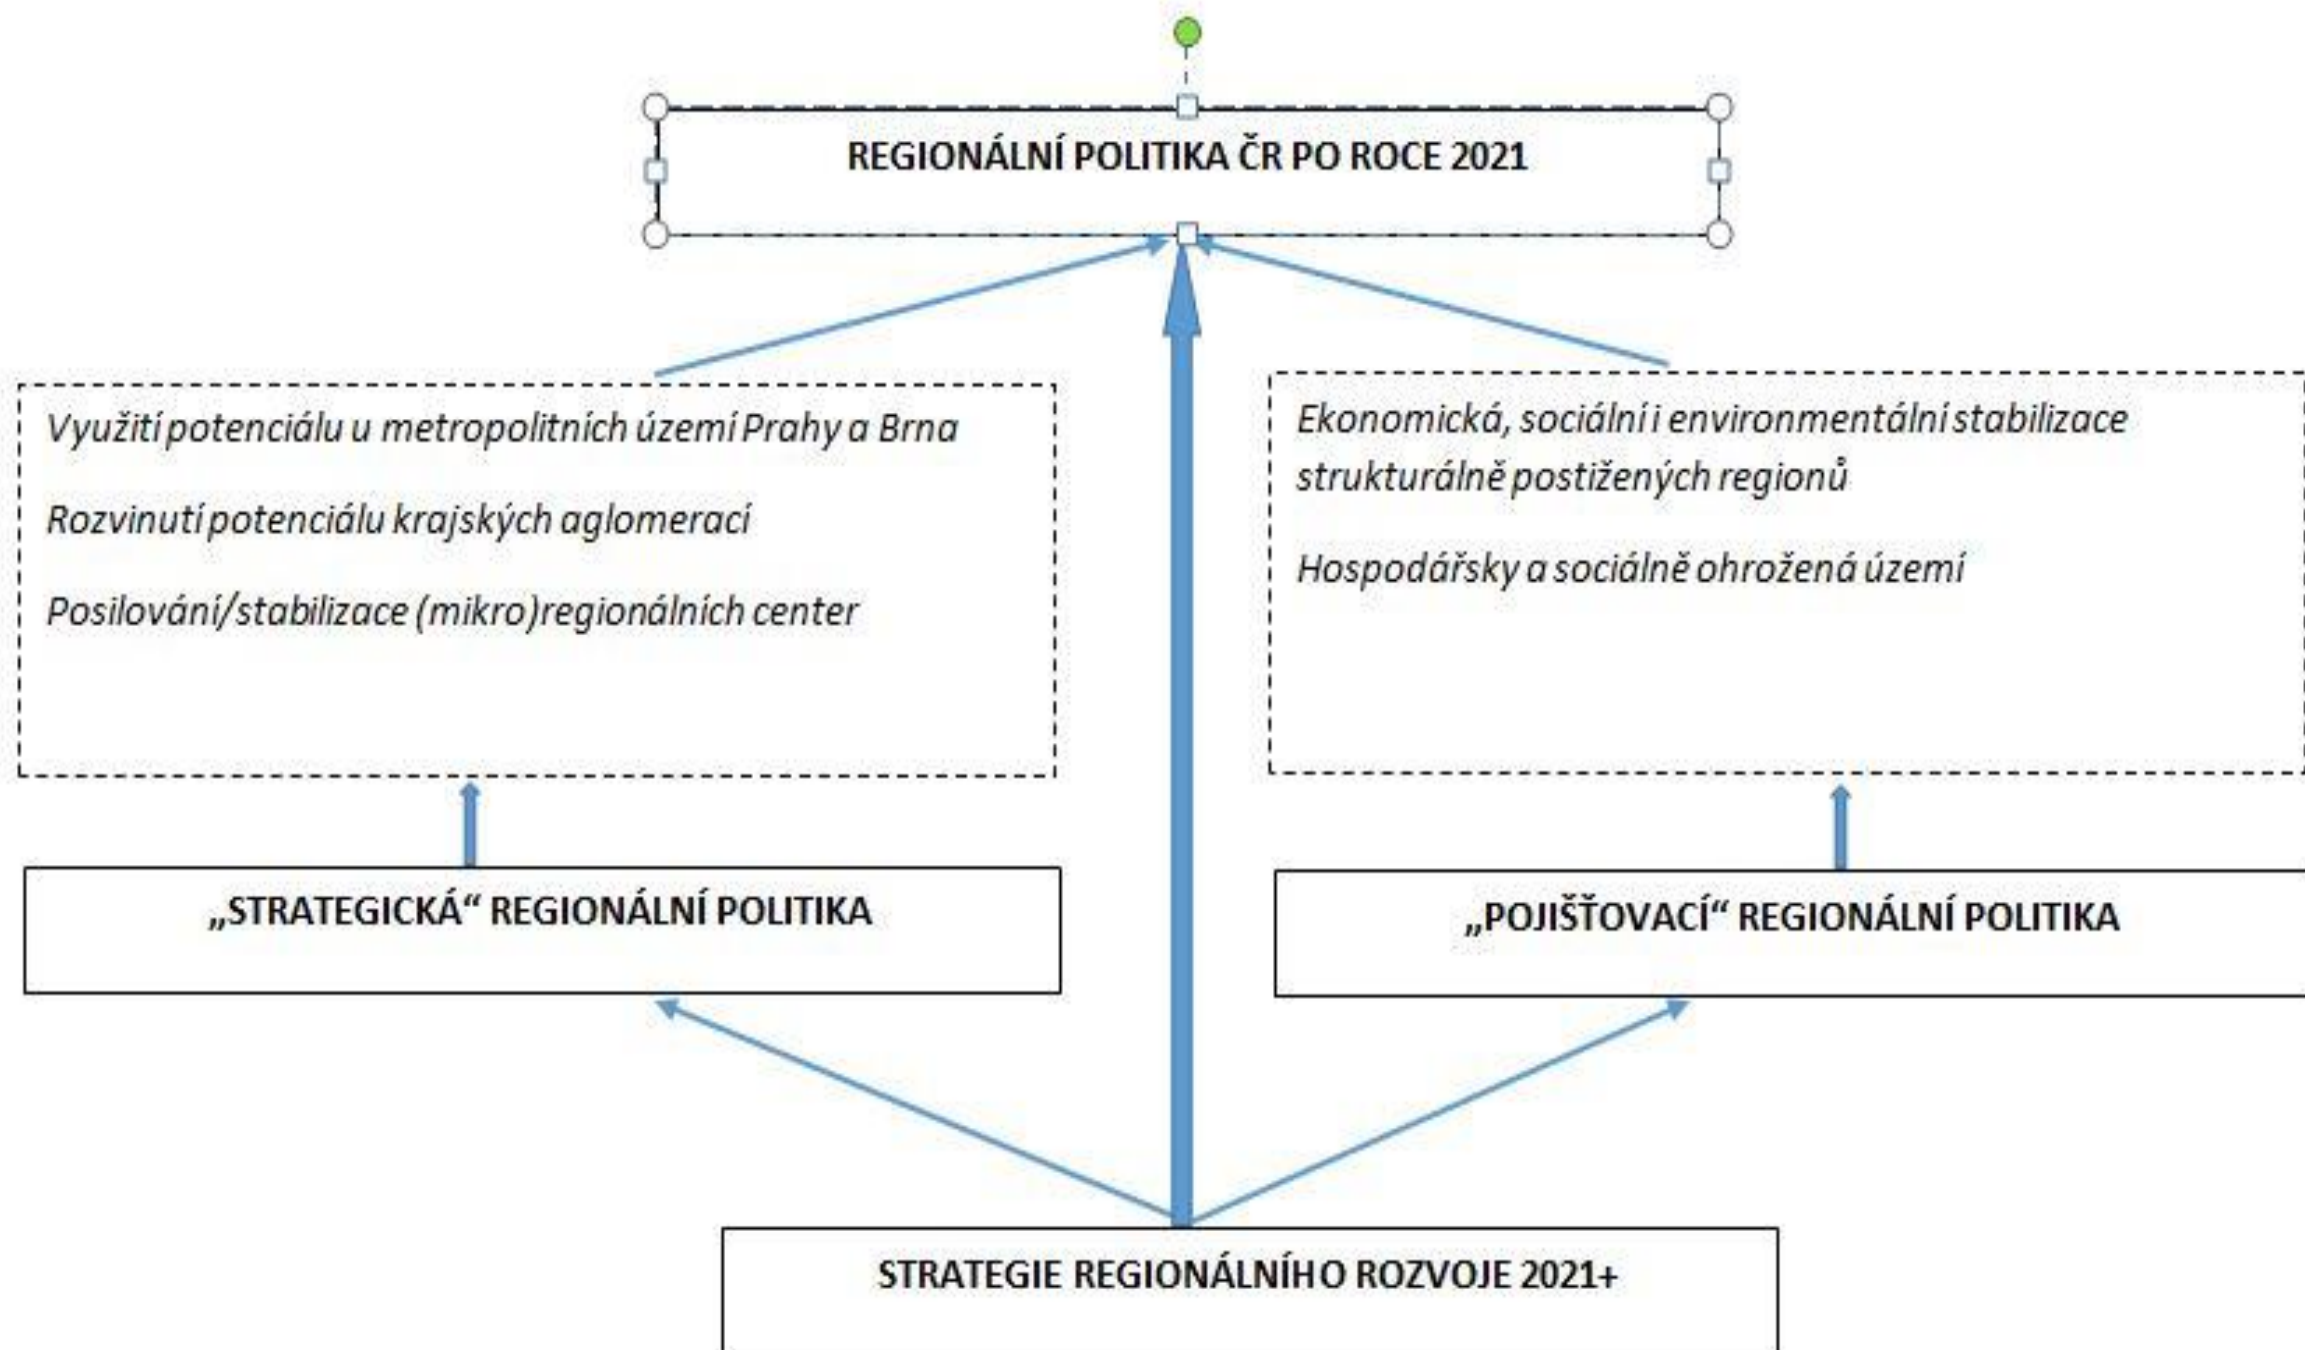 REGIONÁLNÍ POLITIKA ČR PO ROCE 2021
Využití potenciálu u metropolitních území Prahy a Brna
Rozvinutí potenciálu krajských aglomerací
Posilování/stabilizace (mikro)regionálních center
Ekonomická, sociální i environmentální stabilizace
strukturálně postižených regionů
Hospodářsky a sociálně ohrožená území
„STRATEGICKÁ“ REGIONÁLNÍ POLITIKA
„POJIŠŤOVACÍ“ REGIONÁLNÍ POLITIKA
STRATEGIE REGIONÁLNÍHO ROZVOJE 2021+